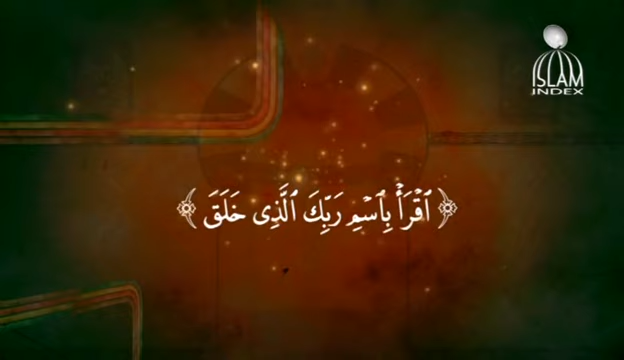 ISLAM
INDEX
﴿ ٱقۡرَأۡ بِٱسۡمِ رَبِّكَ ٱلَّذِي خَلَقَ ﴾